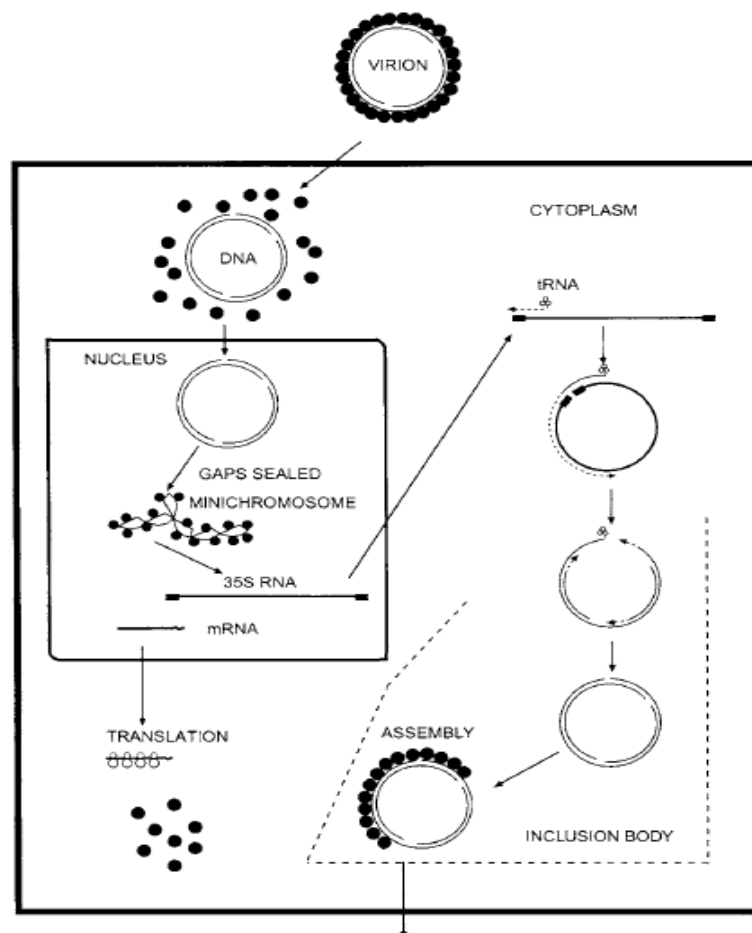 VIRION
CYTOPLASM
DNA
tRNA
NUCLEUS
GAPS SEALED
MINICHROMOSOME
35S RNA
mRNA
TRANSLATION
ASSEMBLY
INCLUSION BODY